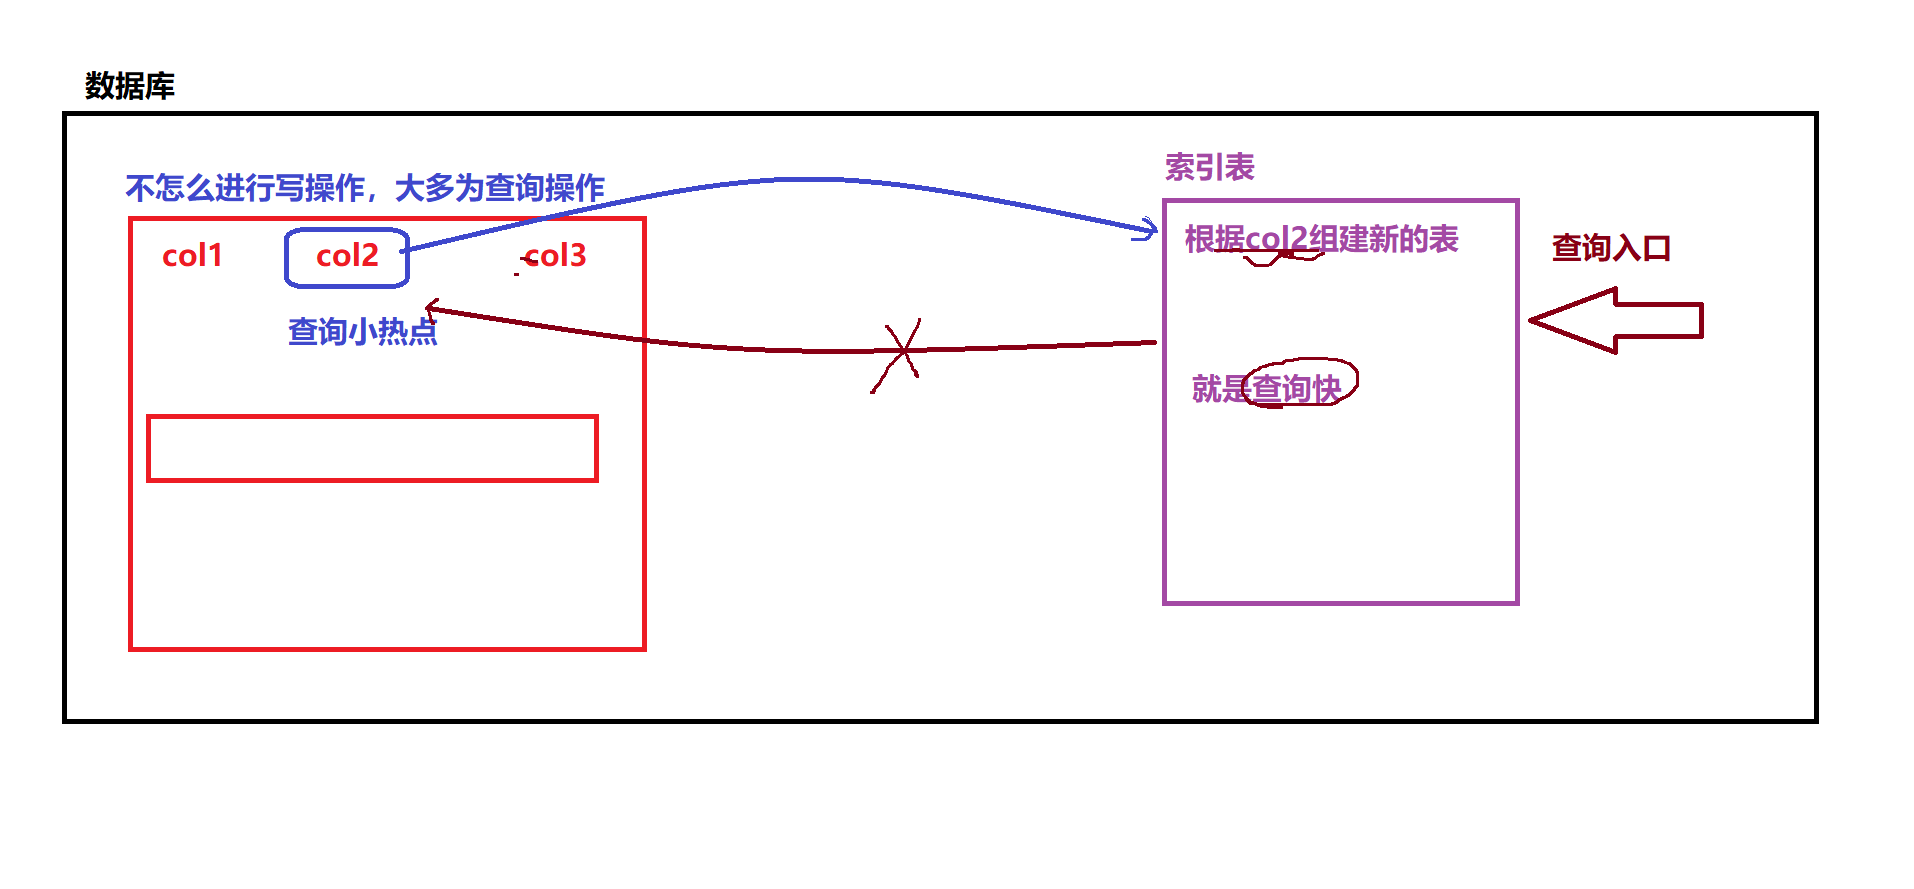 数据库
不怎么进行写操作，大多为查询操作
col1 col2 col3
查询小热点
索引表
根据col2组建新的表
就是查询快
查询入口